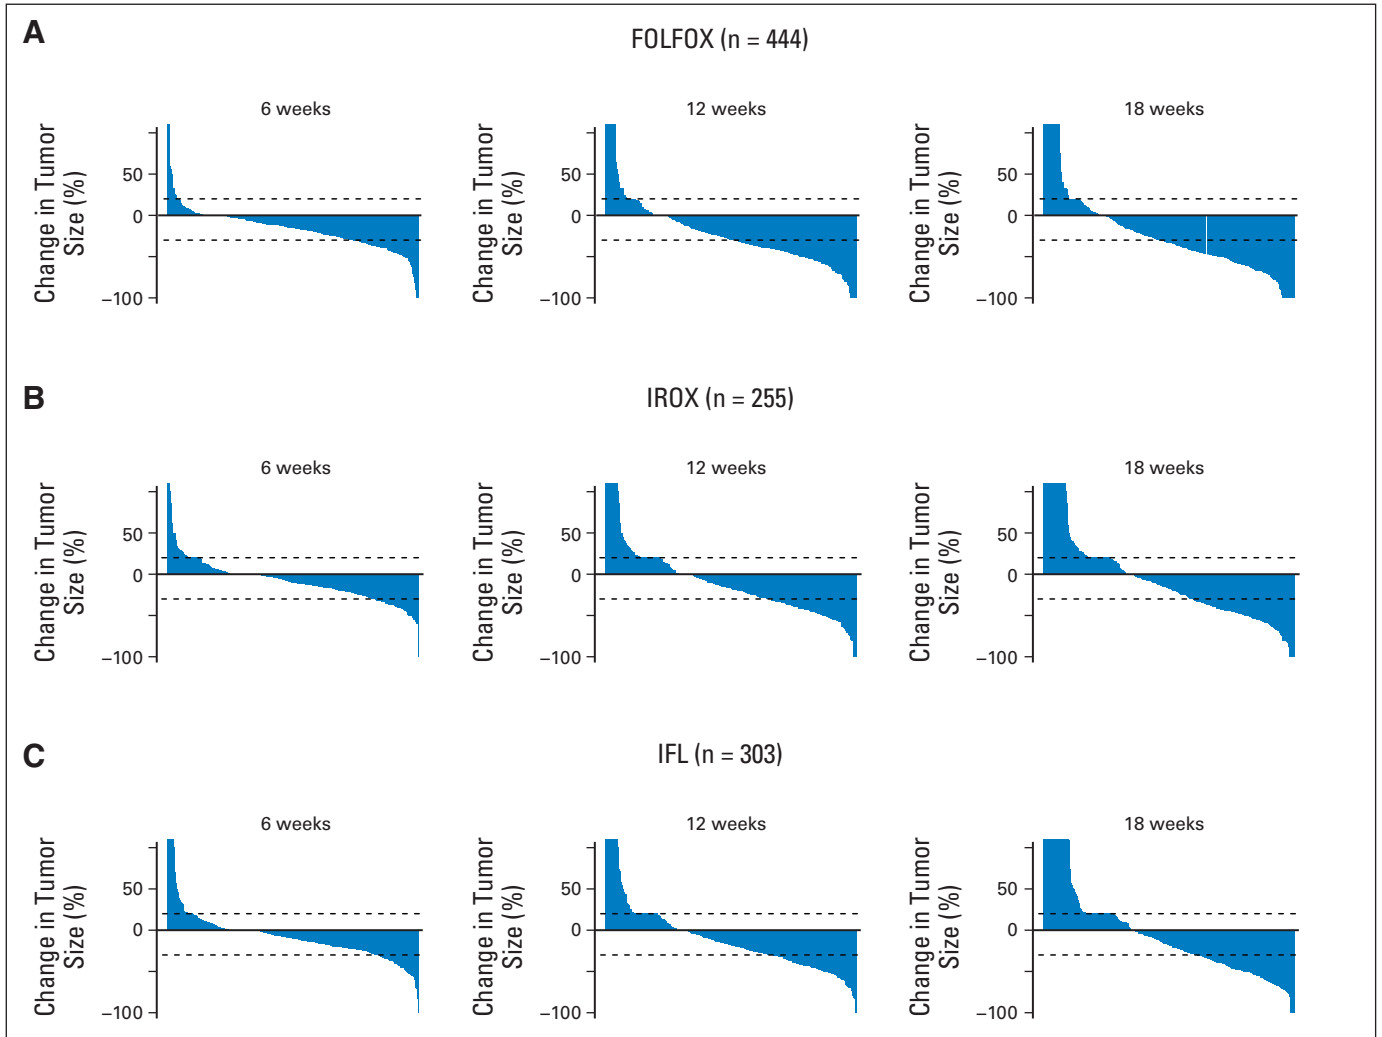 A
FOLFOX (n = 444)
6 weeks
12 weeks
18 weeks
Change in Tumor
Size (%)
50
0
−100
Change in Tumor
Size (%)
50
0
−100
Change in Tumor
Size (%)
50
0
−100
B
IROX (n = 255)
6 weeks
12 weeks
18 weeks
Change in Tumor
Size (%)
50
0
−100
Change in Tumor
Size (%)
50
0
−100
Change in Tumor
Size (%)
50
0
−100
C
IFL (n = 303)
6 weeks
12 weeks
18 weeks
Change in Tumor
Size (%)
50
0
−100
Change in Tumor
Size (%)
50
0
−100
Change in Tumor
Size (%)
50
0
−100